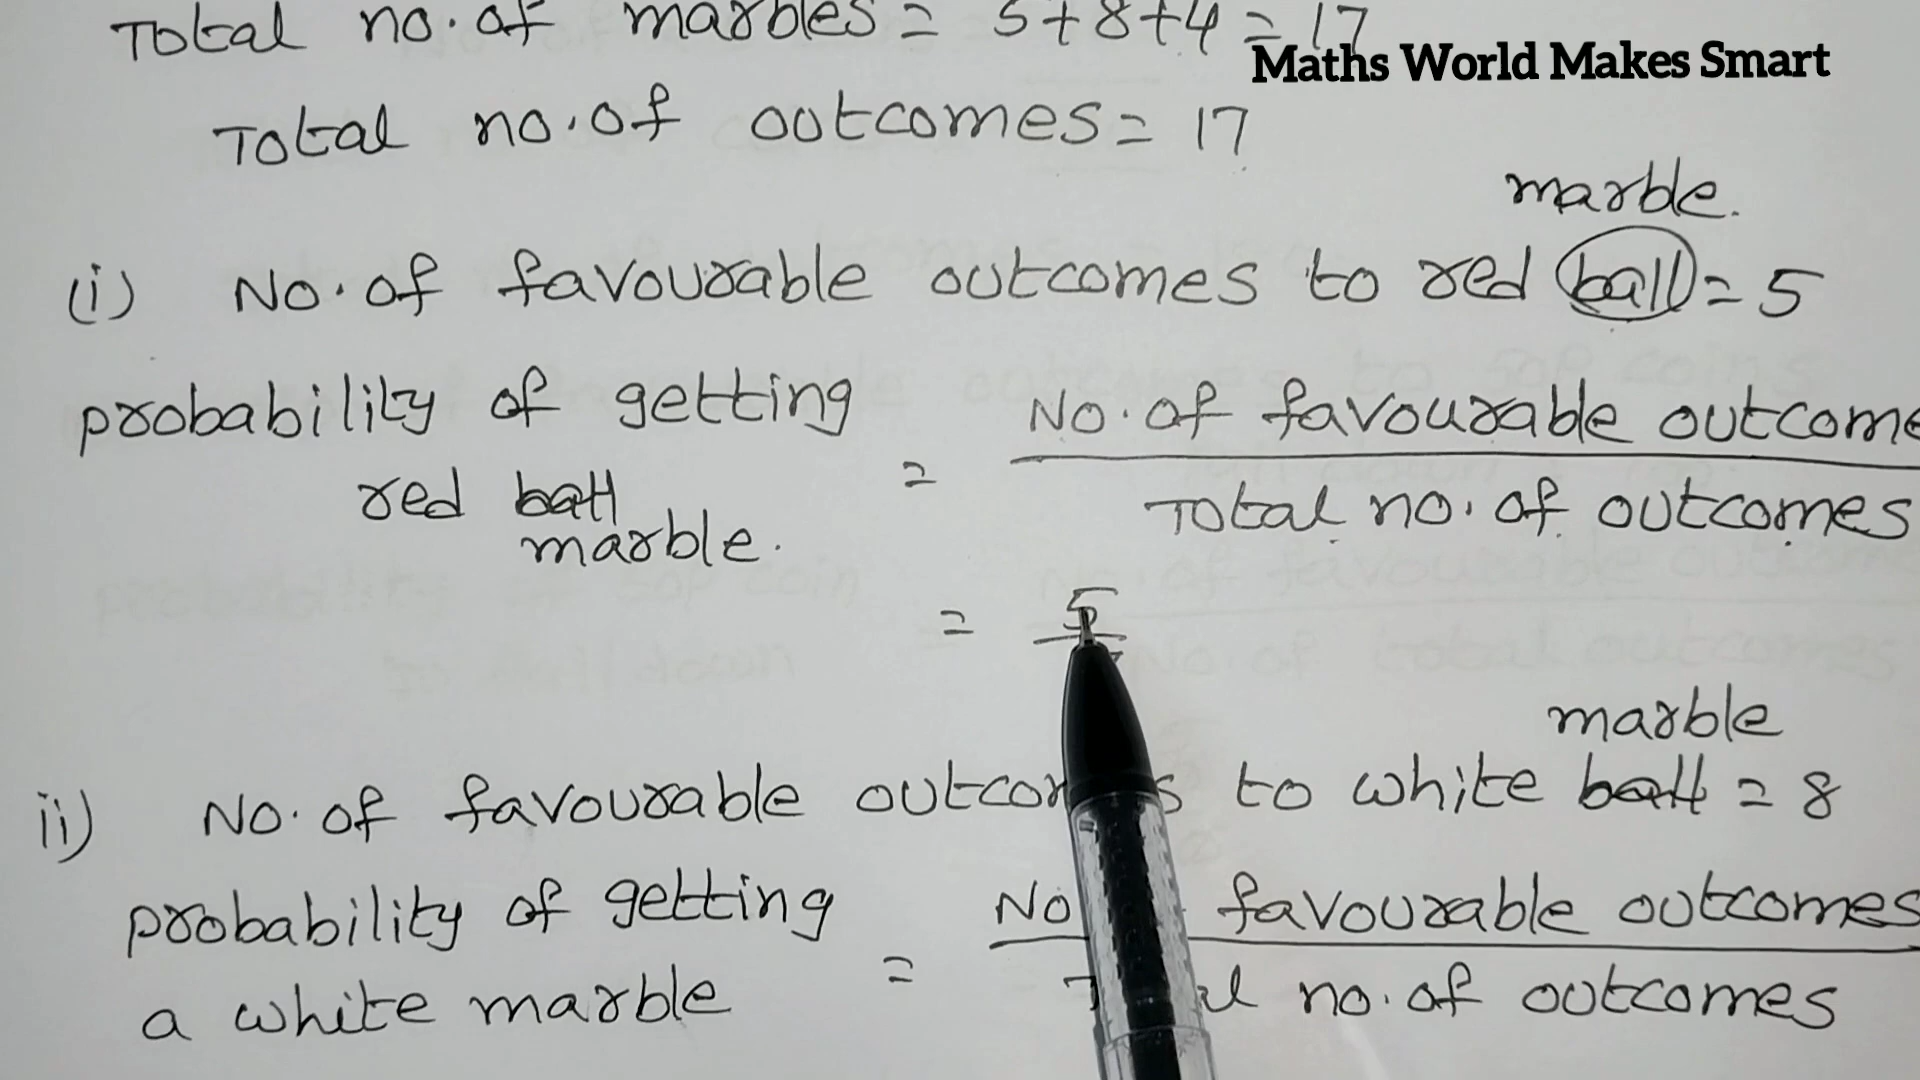 Total no. of marbles = 5+8+4 = 17
Maths World Makes Smart
Total no. of outcomes = 17
marble.
(i) No. of favourable outcomes to red ball = 5
probability of getting = No. of favourable outcome
red ball Total no. of outcomes
marble.
= 5
marble
ii) No. of favourable to white ball = 8
probability of getting = No favourable outcomes
a white marble no. of outcomes